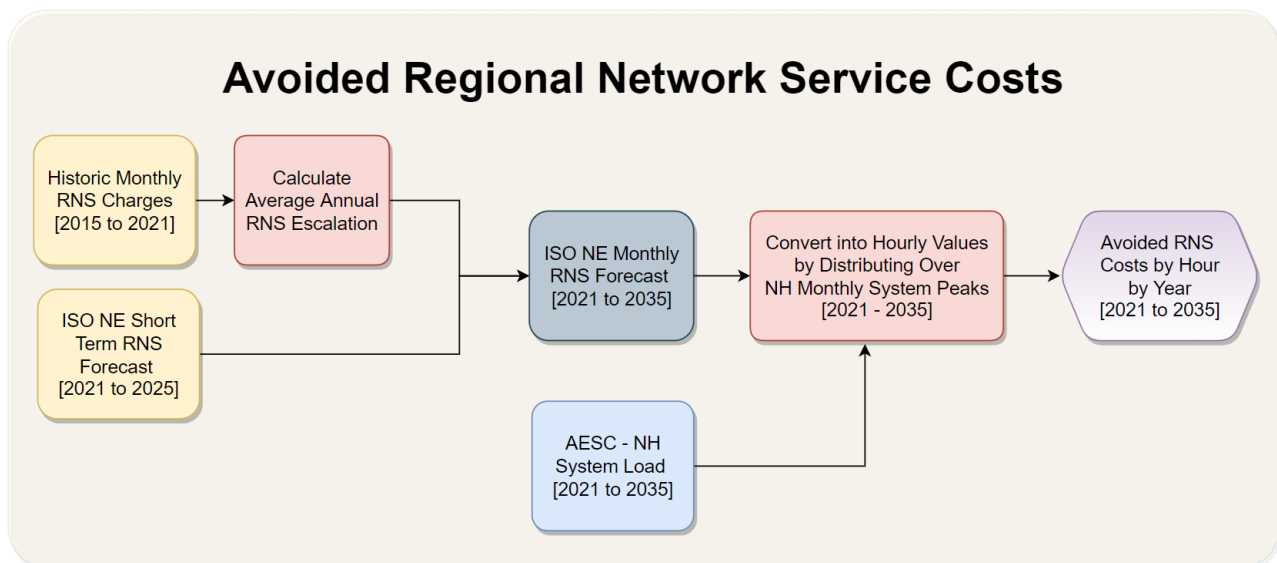 Avoided Regional Network Service Costs
Historic Monthly
RNS Charges
[2015 to 2021]
Calculate
Average Annual
RNS Escalation
ISO NE Short
Term RNS
Forecast
[2021 to 2025]
ISO NE Monthly
RNS Forecast
[2021 to 2035]
Convert into Hourly Values
by Distributing Over
NH Monthly System Peaks
[2021 - 2035]
Avoided RNS
Costs by Hour
by Year
[2021 to 2035]
AESC - NH
System Load
[2021 to 2035]